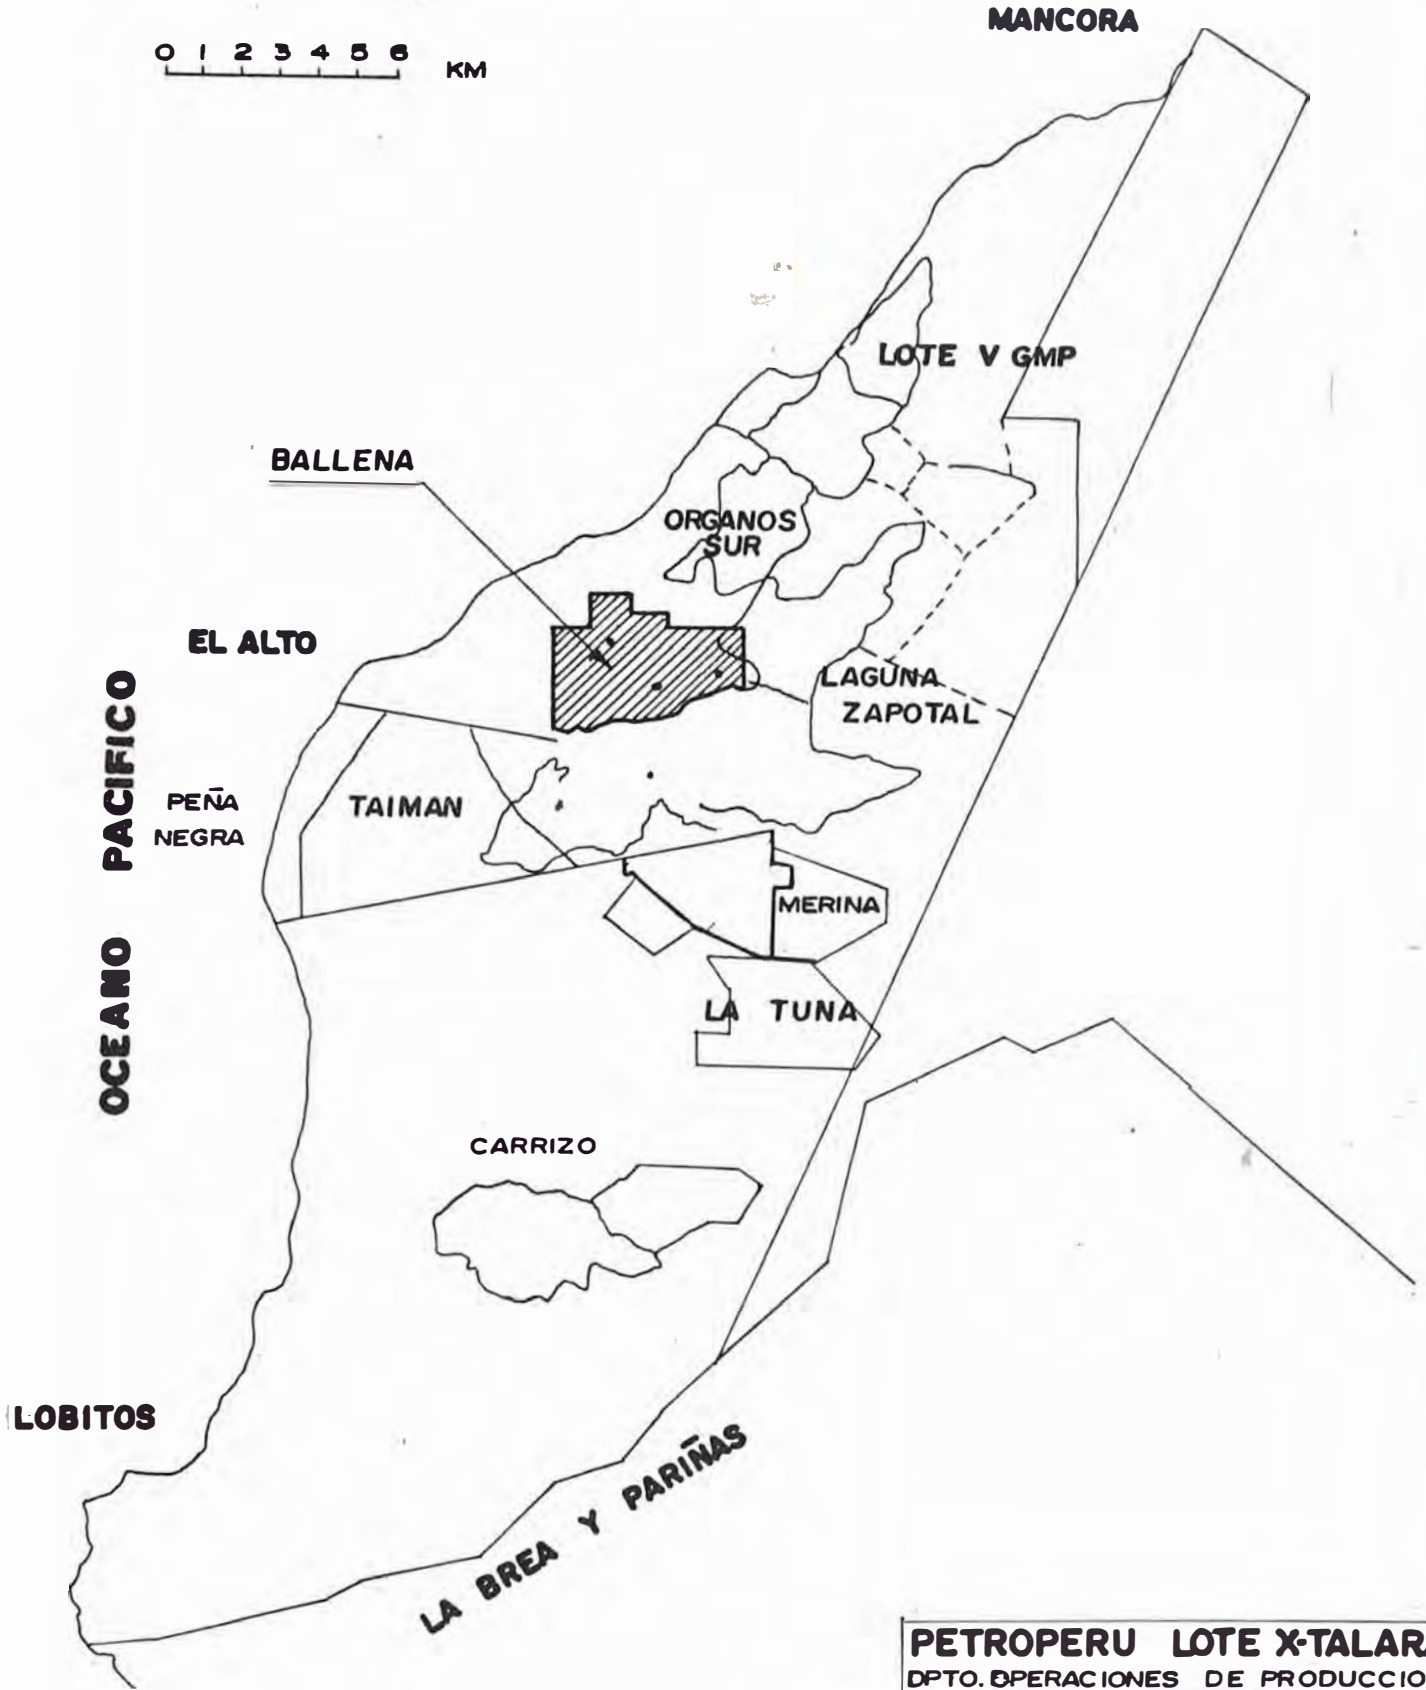 MANCORA
0 1 2 3 4 5 6
KM
LOTE V GMP
BALLENA
ORGANOS
SUR
EL ALTO
LAGUNA
ZAPOTAL
OCEANO PACIFICO
PEÑA
NEGRA
TAIMAN
MERINA
LA TUNA
CARRIZO
LOBITOS
LA BREA Y PARIÑAS
PETROPERU LOTE X-TALARA
DPTO. OPERACIONES DE PRODUCCIO